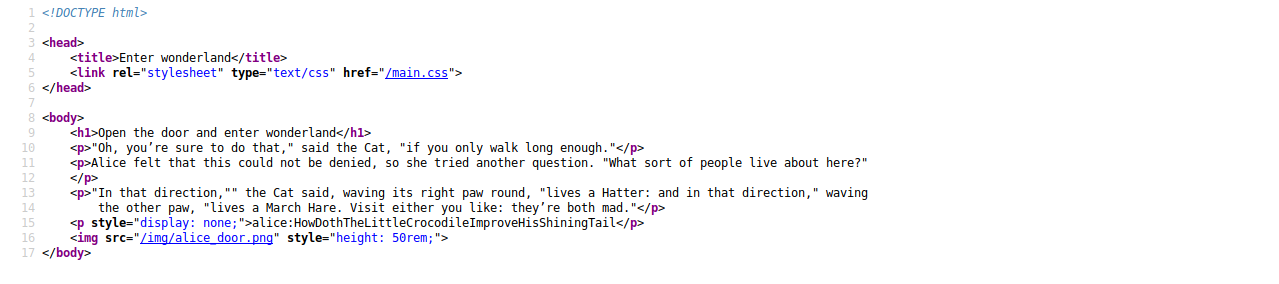 1 <!DOCTYPE html>
2
3 <head>
4     <title>Enter wonderland</title>
5     <link rel="stylesheet" type="text/css" href="/main.css">
6 </head>
7
8 <body>
9     <h1>Open the door and enter wonderland</h1>
10     <p>"Oh, you’re sure to do that," said the Cat, "if you only walk long enough."</p>
11     <p>Alice felt that this could not be denied, so she tried another question. "What sort of people live about here?"
12     </p>
13     <p>"In that direction,"" the Cat said, waving its right paw round, "lives a Hatter: and in that direction," waving
14         the other paw, "lives a March Hare. Visit either you like: they’re both mad."</p>
15     <p style="display: none;">alice:HowDothTheLittleCrocodileImproveHisShiningTail</p>
16     <img src="/img/alice_door.png" style="height: 50rem;">
17 </body>